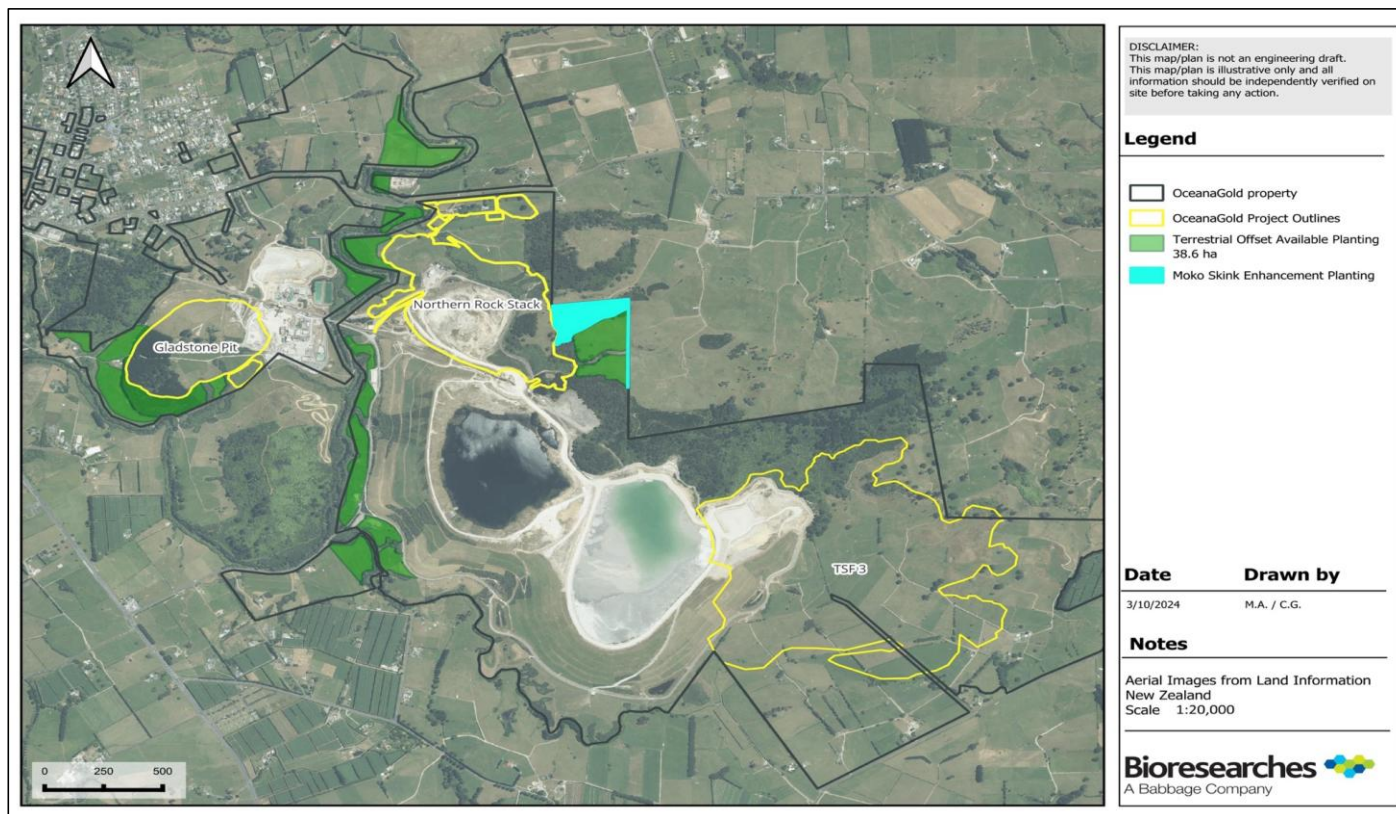 Northern Rock Stack
Gladstone Pit
TSF 3
0 250 500
DISCLAIMER:
This map/plan is not an engineering draft.
This map/plan is illustrative only and all
information should be independently verified on
site before taking any action.
Legend
OceanaGold property
OceanaGold Project Outlines
Terrestrial Offset Available Planting
38.6 ha
Moko Skink Enhancement Planting
Date Drawn by
3/10/2024 M.A. / C.G.
Notes
Aerial Images from Land Information
New Zealand
Scale 1:20,000
Bioresearches
A Babbage Company